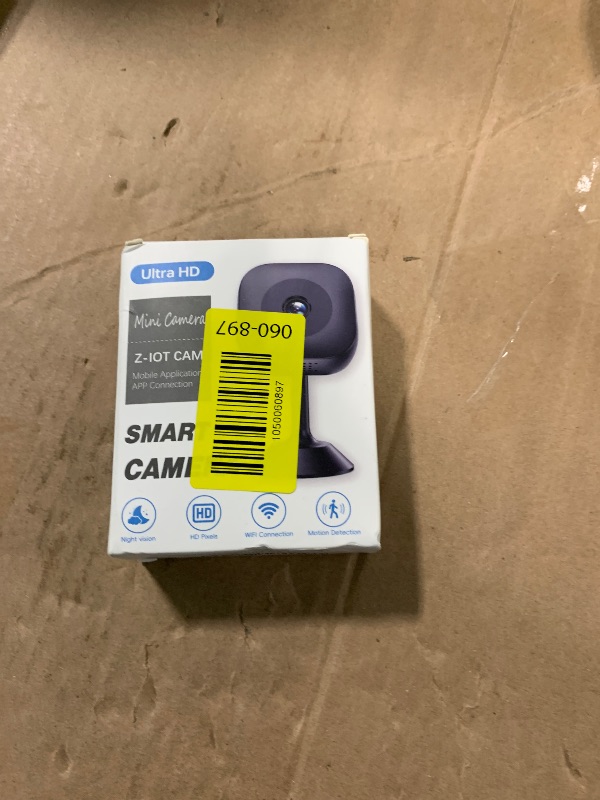 Ultra HD
Mini Camera
Z-IOT CAM
Mobile Application
APP Connection
SMART
CAME
060-897
1050060897
Night vision
HD
HD Pixels
WiFi Connection
Motion Detection